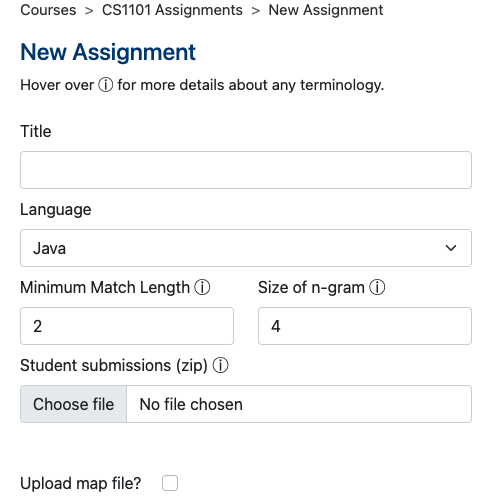 Courses > CS1101 Assignments > New Assignment
New Assignment
Hover over ⓘ for more details about any terminology.
Title
Language
Java
Minimum Match Length ⓘ Size of n-gram ⓘ
2 4
Student submissions (zip) ⓘ
Choose file No file chosen
Upload map file?